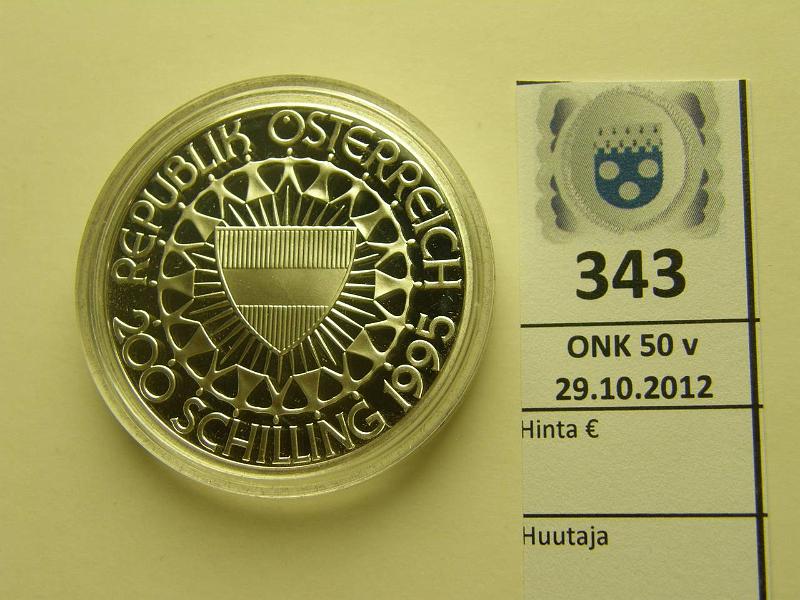 REPUBLIK ÖSTERREICH
200 SCHILLING 1995
343
ONK 50 v
29.10.2012
Hinta €
Huutaja